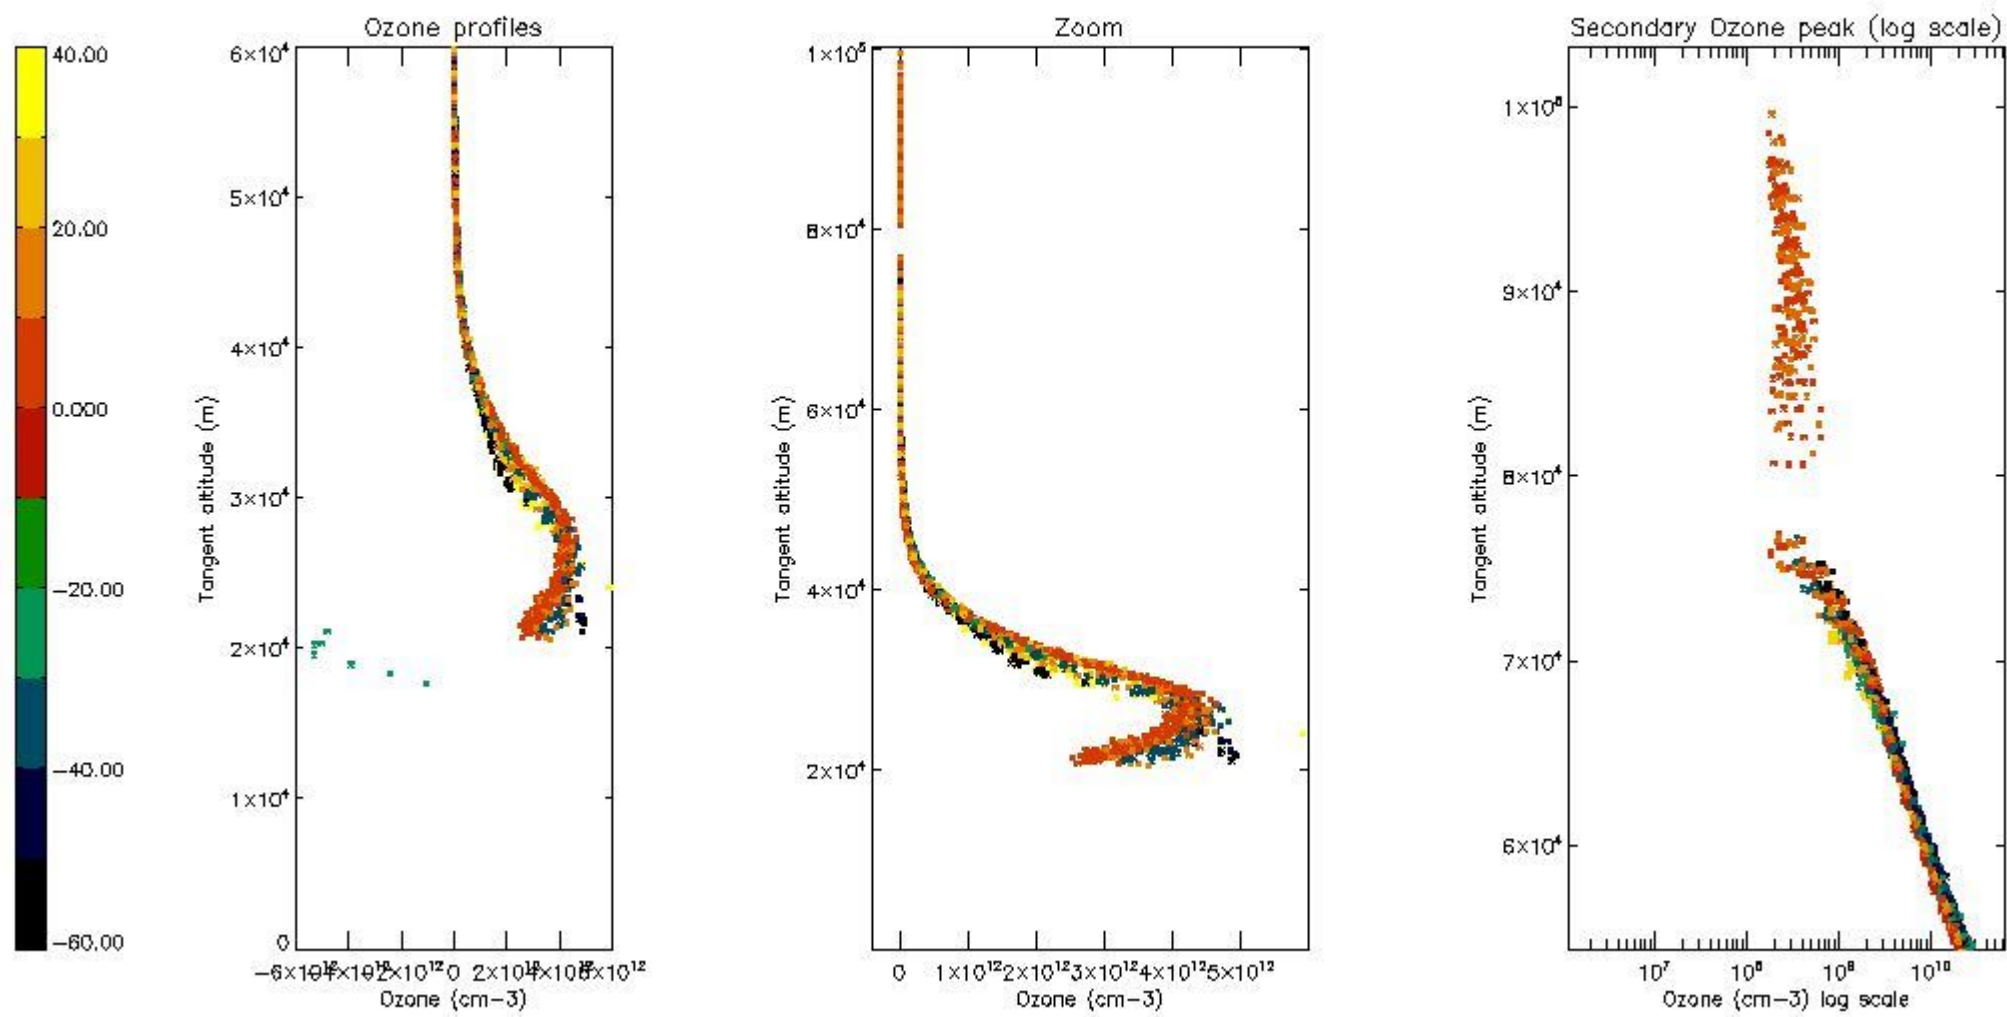 Ozone profiles
Zoom
Secondary Ozone peak (log scale)
40.00
20.00
0.000
−20.00
−40.00
−60.00
6×10⁴
5×10⁴
4×10⁴
3×10⁴
2×10⁴
1×10⁴
0
Tangent altitude (m)
0
Ozone (cm−3)
1×10⁵
8×10⁴
6×10⁴
4×10⁴
2×10⁴
Tangent altitude (m)
0 1×10¹² 2×10¹² 3×10¹² 4×10¹² 5×10¹²
Ozone (cm−3)
9×10⁴
8×10⁴
7×10⁴
6×10⁴
Tangent altitude (m)
10⁷ 10⁸ 10⁹ 10¹⁰
Ozone (cm−3) log scale